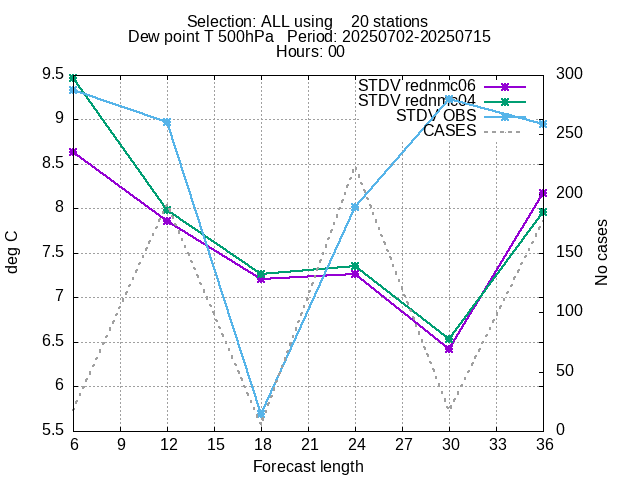 Selection: ALL using 20 stations
Dew point T 500hPa Period: 20250702-20250715
Hours: 00
STDV rednmc06
STDV rednmc04
STDV OBS
CASES
deg C
No cases
9.5
9
8.5
8
7.5
7
6.5
6
5.5
300
250
200
150
100
50
0
6 9 12 15 18 21 24 27 30 33 36
Forecast length